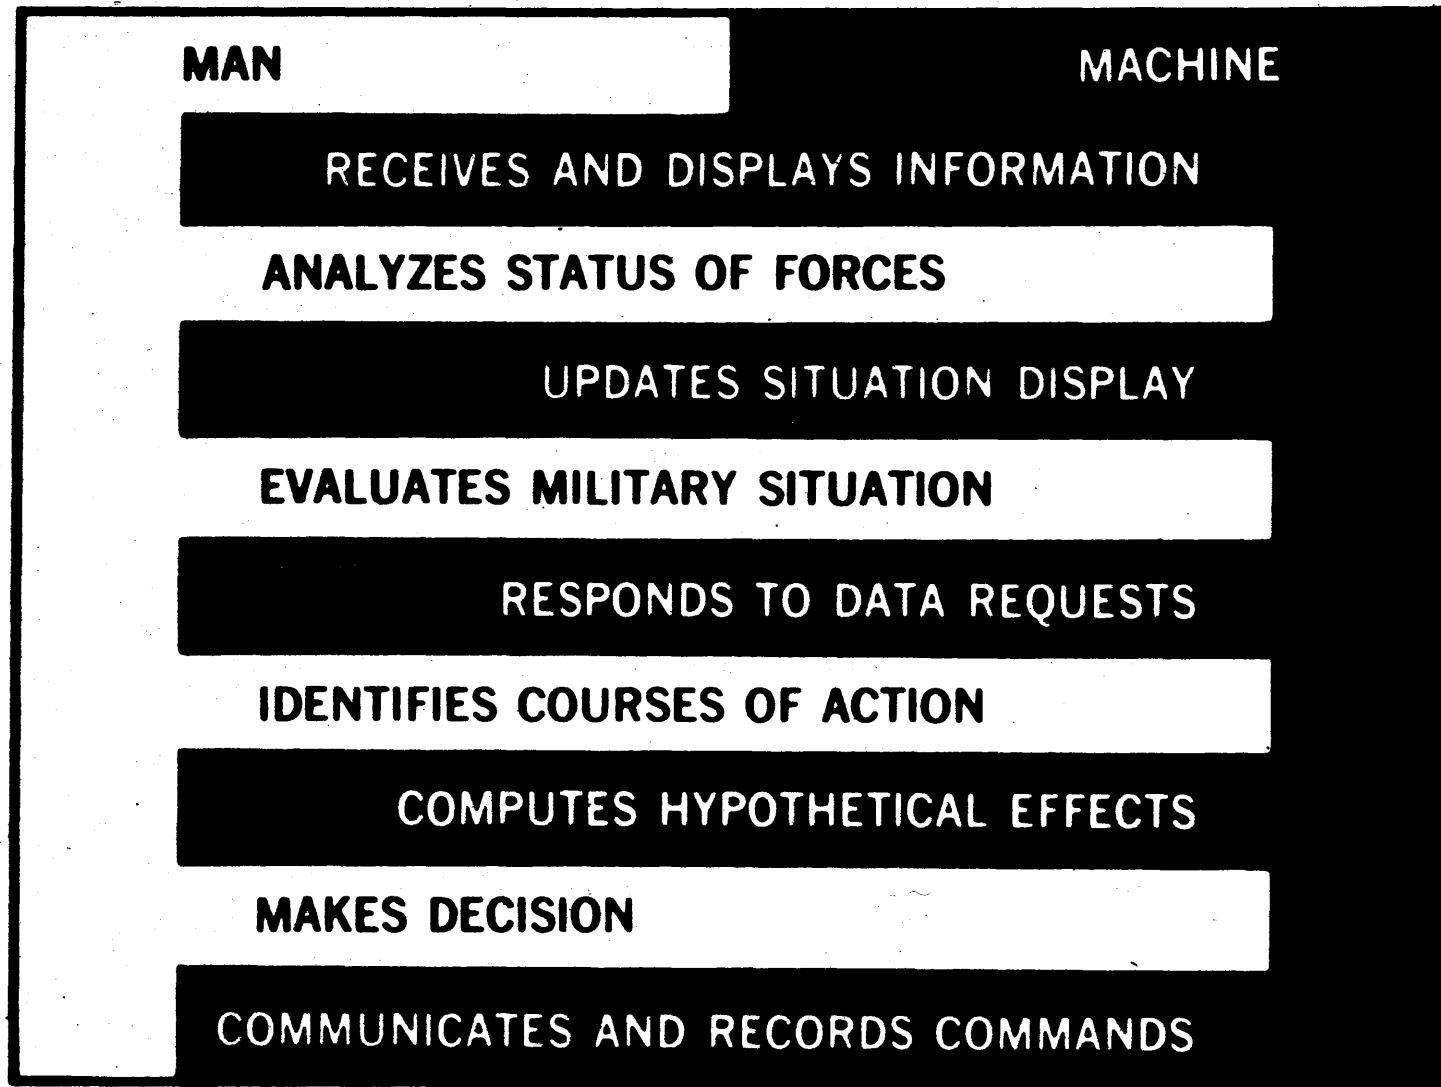 MAN MACHINE
RECEIVES AND DISPLAYS INFORMATION
ANALYZES STATUS OF FORCES
UPDATES SITUATION DISPLAY
EVALUATES MILITARY SITUATION
RESPONDS TO DATA REQUESTS
IDENTIFIES COURSES OF ACTION
COMPUTES HYPOTHETICAL EFFECTS
MAKES DECISION
COMMUNICATES AND RECORDS COMMANDS